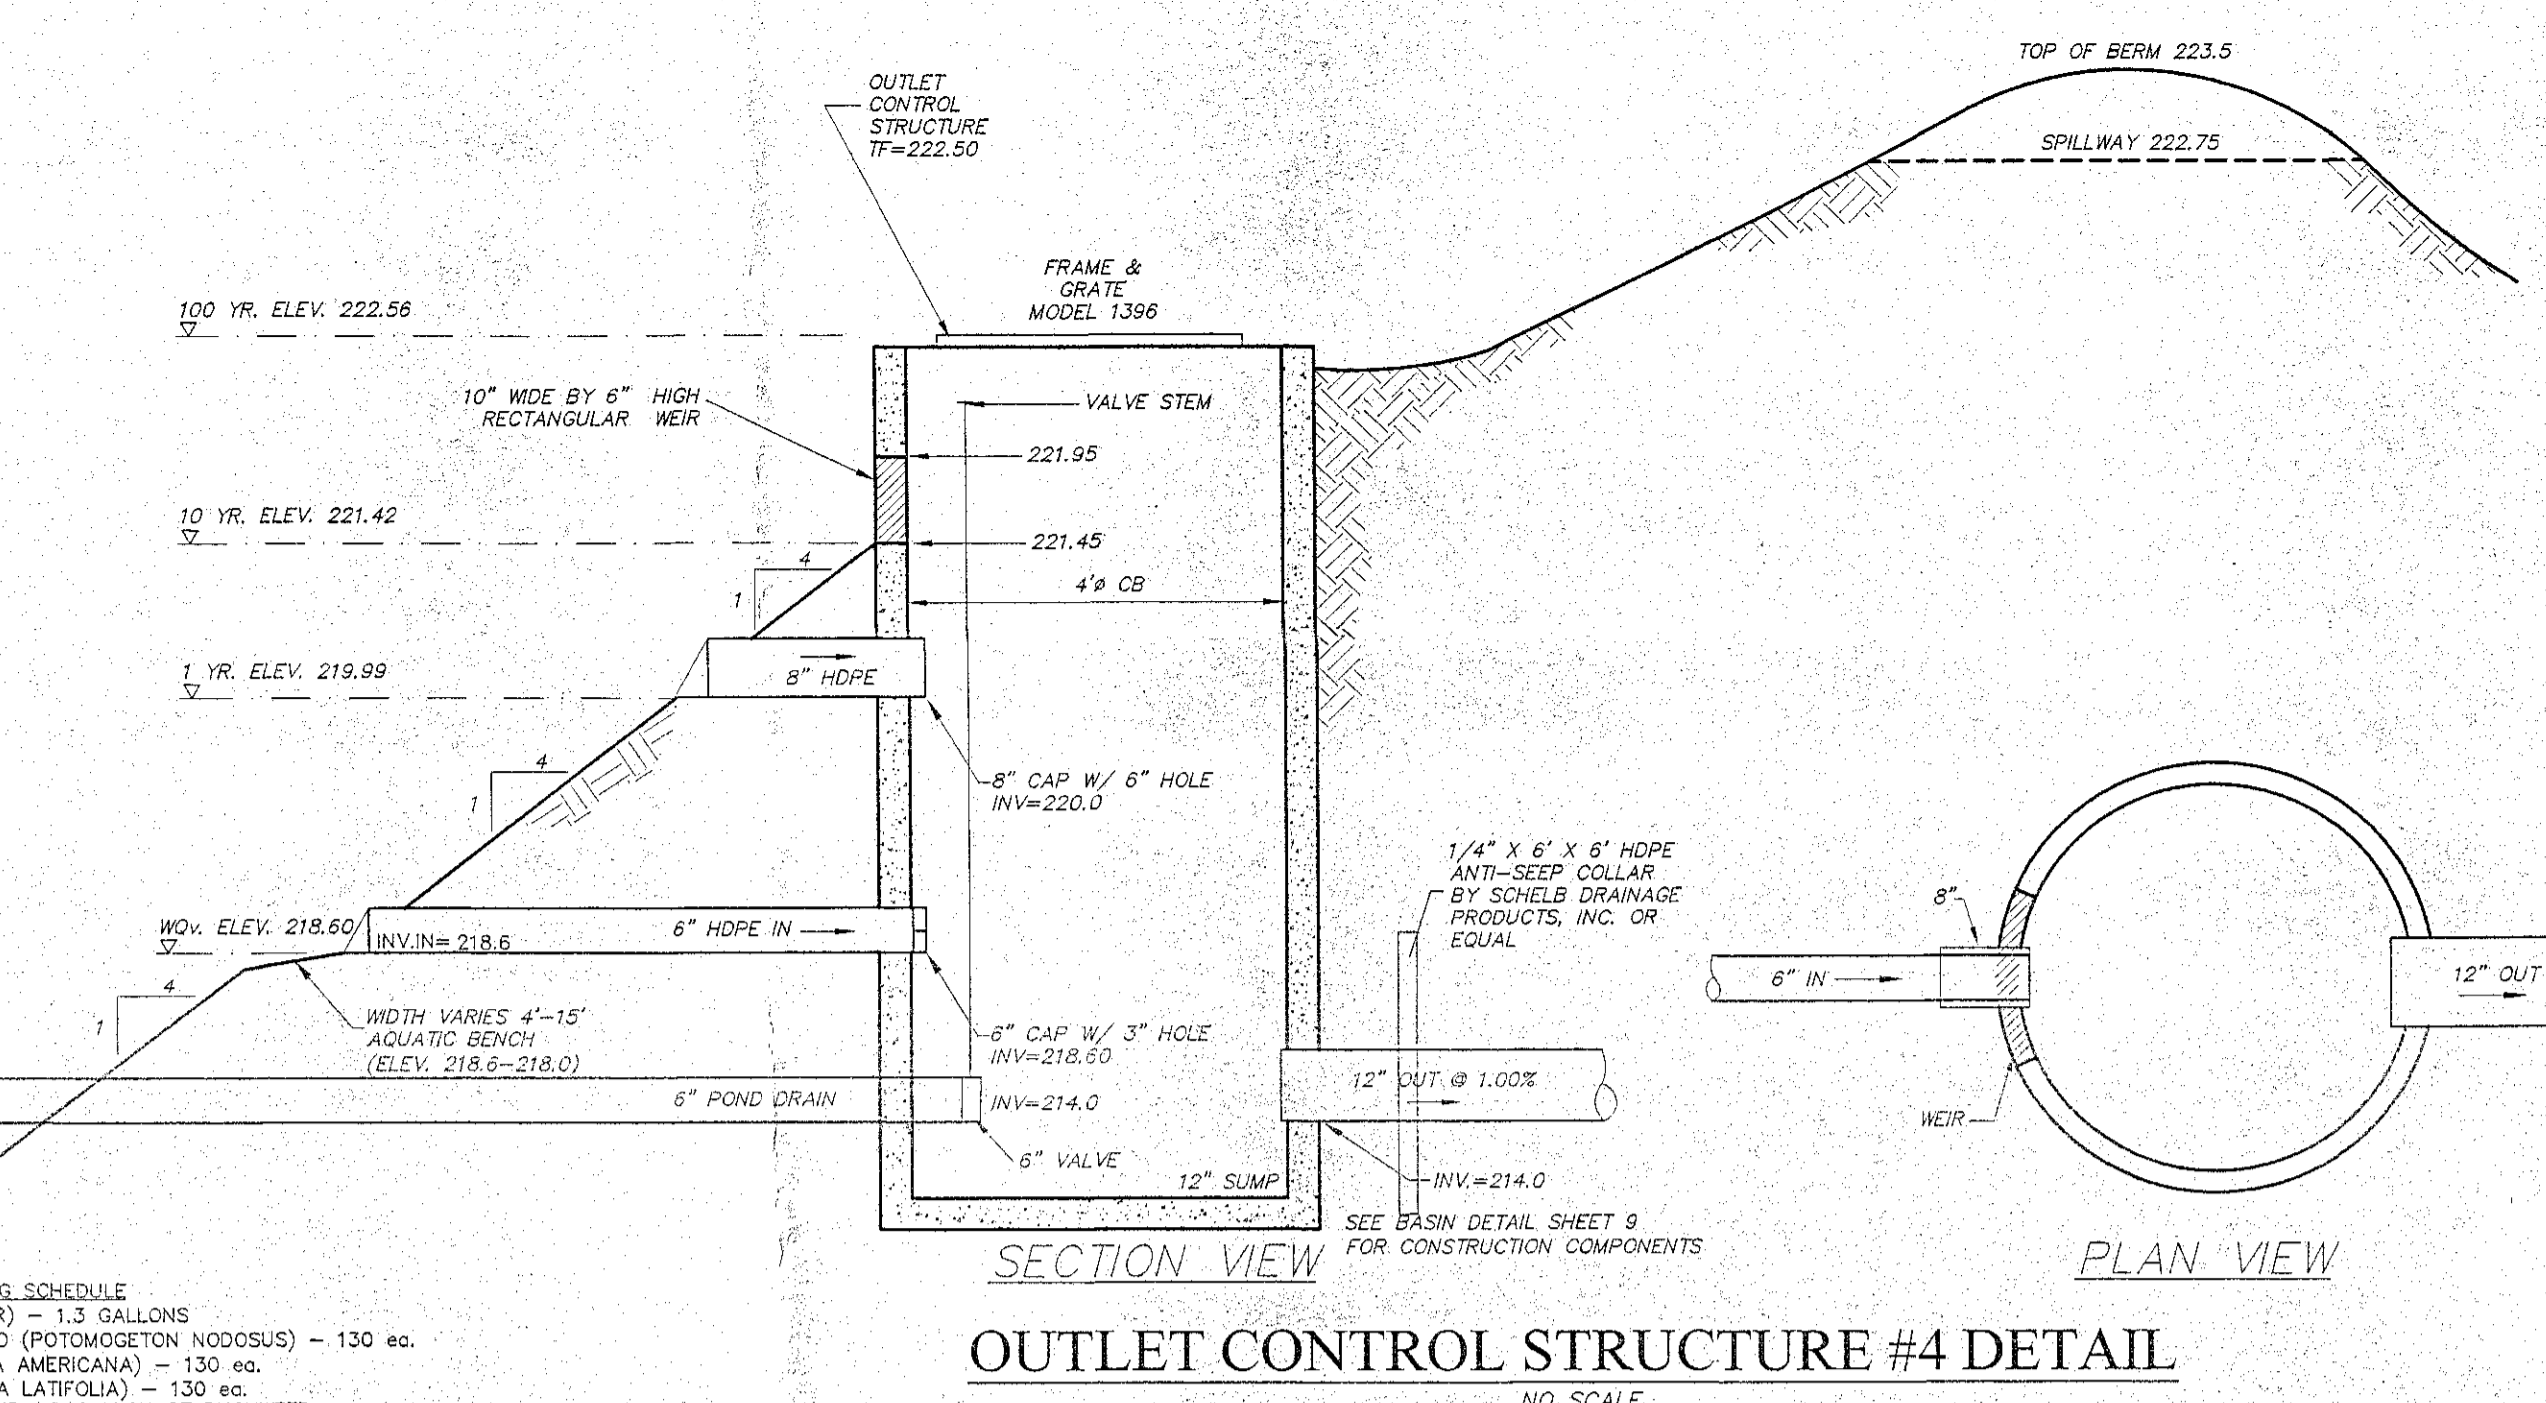 TOP OF BERM 223.5
SPILLWAY 222.75
OUTLET
CONTROL
STRUCTURE
TF=222.50
FRAME &
GRATE
MODEL 1396
100 YR. ELEV. 222.56
10" WIDE BY 6" HIGH
RECTANGULAR WEIR
VALVE STEM
221.95
10 YR. ELEV. 221.42
221.45
4
1
4'ø CB
1 YR. ELEV. 219.99
8" HDPE
4
1
8" CAP W/ 6" HOLE
INV=220.0
1/4" X 6' X 6' HDPE
ANTI-SEEP COLLAR
BY SCHELB DRAINAGE
PRODUCTS, INC. OR
EQUAL
WQv. ELEV. 218.60
INV.IN= 218.6
6" HDPE IN
4
1
WIDTH VARIES 4'-15'
AQUATIC BENCH
(ELEV. 218.6-218.0)
6" CAP W/ 3" HOLE
INV=218.60
6" POND DRAIN
INV=214.0
12" OUT @ 1.00%
6" VALVE
12" SUMP
INV.=214.0
SEE BASIN DETAIL SHEET 9
FOR CONSTRUCTION COMPONENTS
SECTION VIEW
8"
6" IN
12" OUT
WEIR
PLAN VIEW
G SCHEDULE
R) - 1.3 GALLONS
O (POTOMOGETON NODOSUS) - 130 ea.
A AMERICANA) - 130 ea.
A LATIFOLIA) - 130 ea.
OUTLET CONTROL STRUCTURE #4 DETAIL
NO SCALE